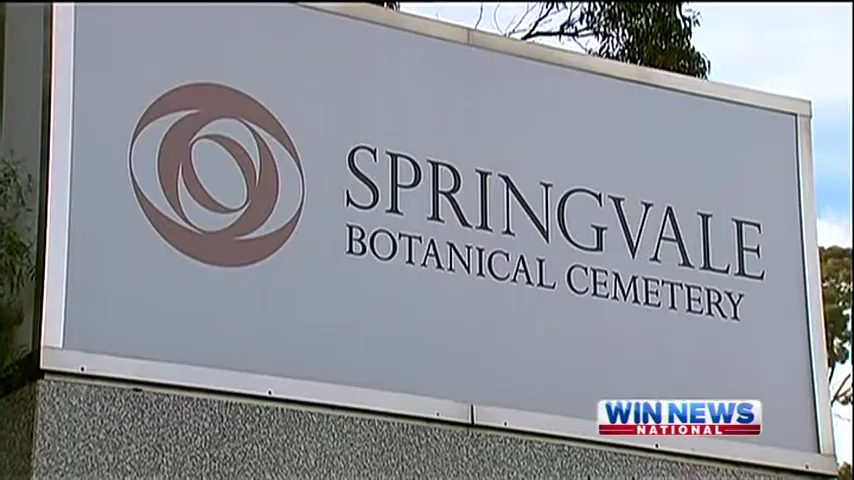 SPRINGVALE
BOTANICAL CEMETERY
WIN NEWS
NATIONAL